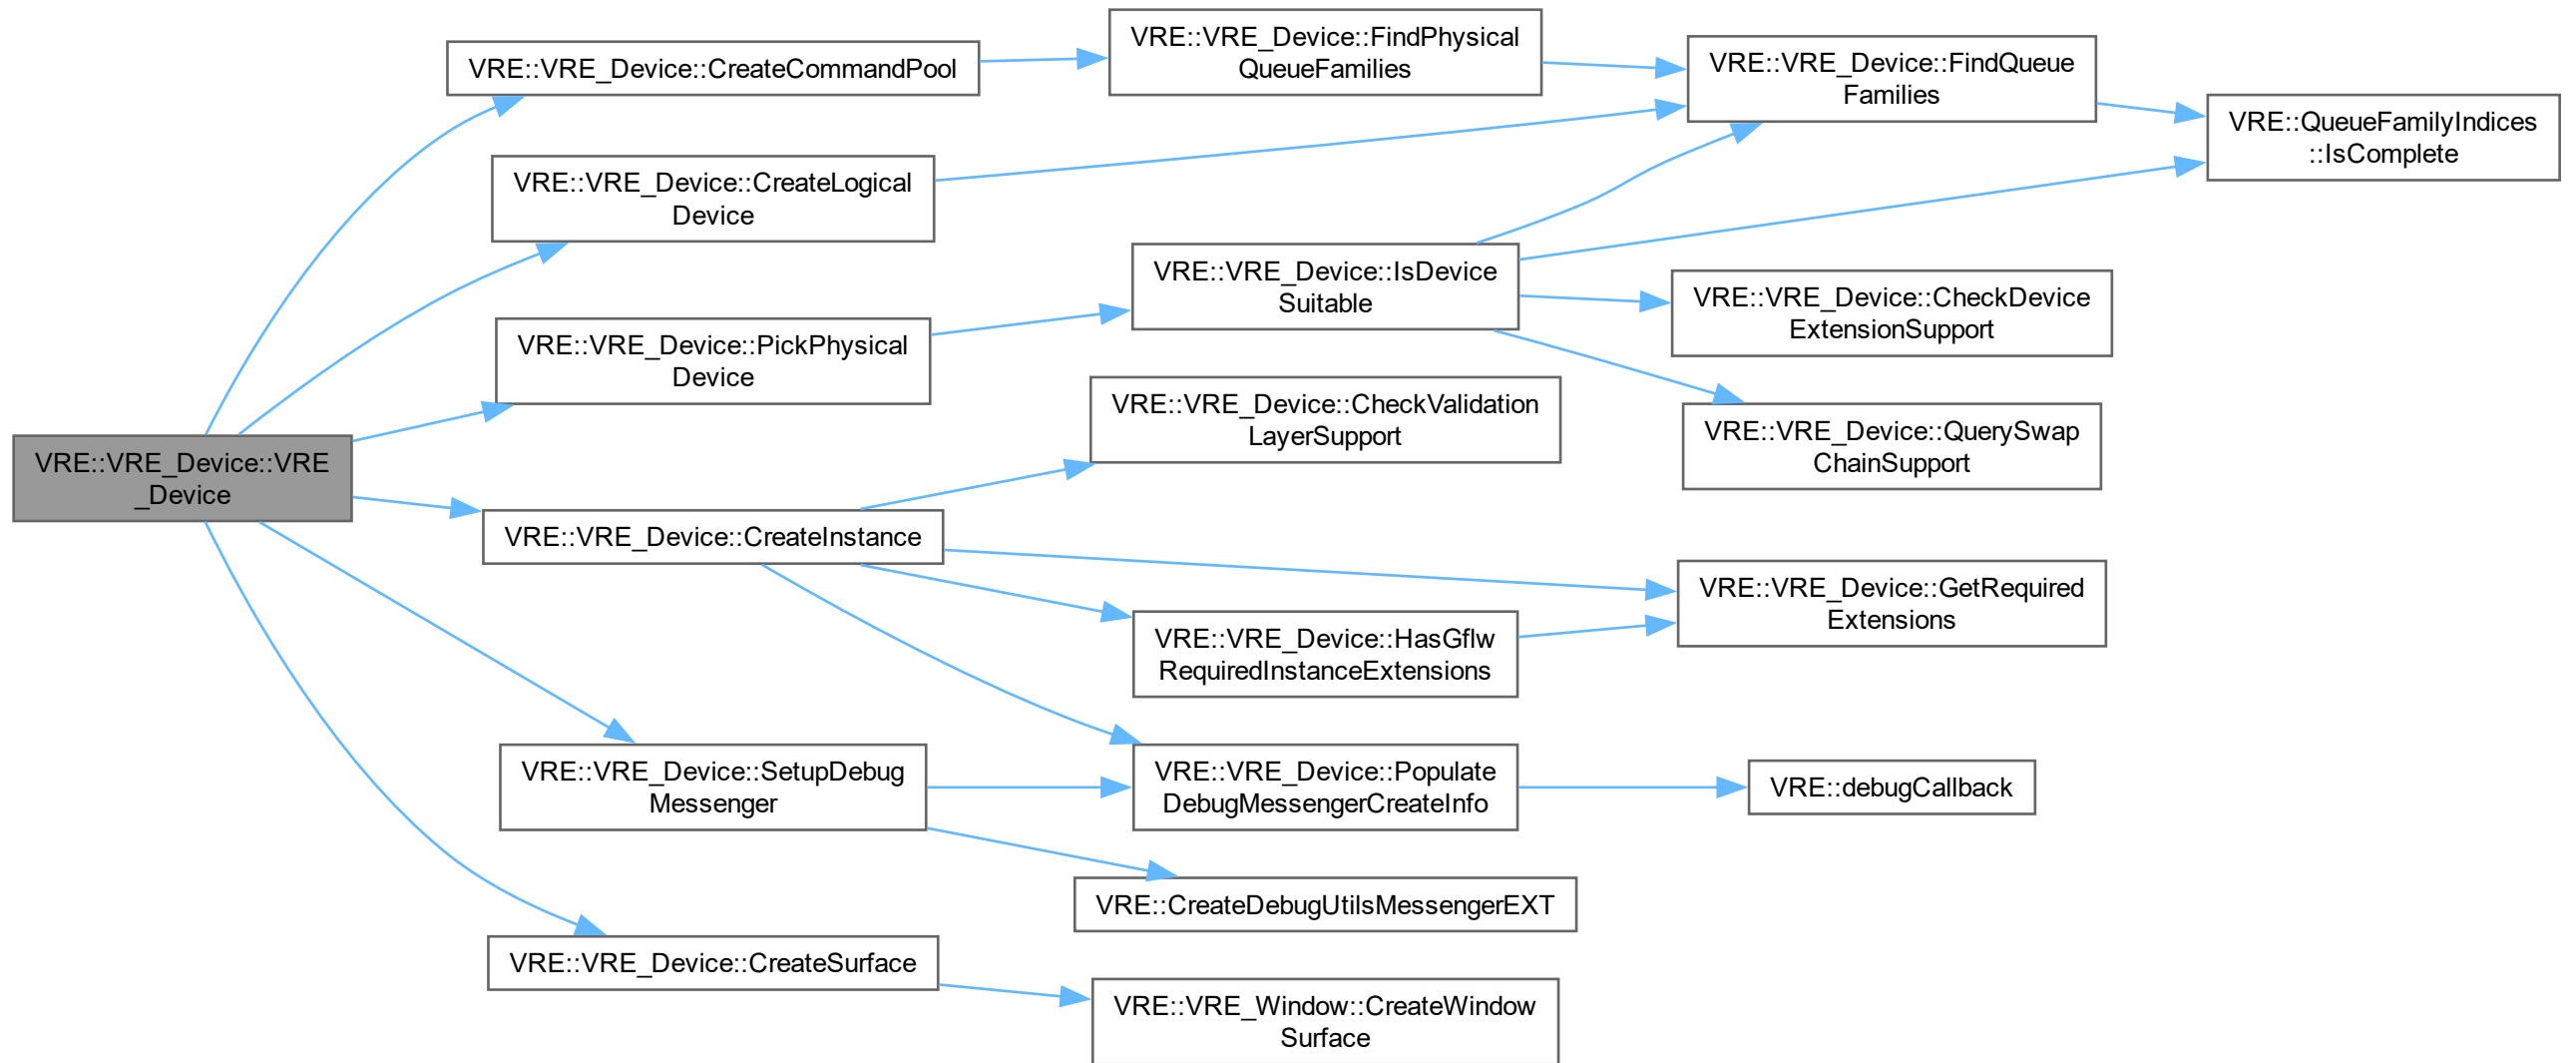 VRE::VRE_Device::VRE
_Device
VRE::VRE_Device::CreateCommandPool
VRE::VRE_Device::CreateLogical
Device
VRE::VRE_Device::PickPhysical
Device
VRE::VRE_Device::CreateInstance
VRE::VRE_Device::SetupDebug
Messenger
VRE::VRE_Device::CreateSurface
VRE::VRE_Device::FindPhysical
QueueFamilies
VRE::VRE_Device::IsDevice
Suitable
VRE::VRE_Device::CheckValidation
LayerSupport
VRE::VRE_Device::HasGflw
RequiredInstanceExtensions
VRE::VRE_Device::Populate
DebugMessengerCreateInfo
VRE::CreateDebugUtilsMessengerEXT
VRE::VRE_Window::CreateWindow
Surface
VRE::VRE_Device::FindQueue
Families
VRE::VRE_Device::CheckDevice
ExtensionSupport
VRE::VRE_Device::QuerySwap
ChainSupport
VRE::VRE_Device::GetRequired
Extensions
VRE::debugCallback
VRE::QueueFamilyIndices
::IsComplete